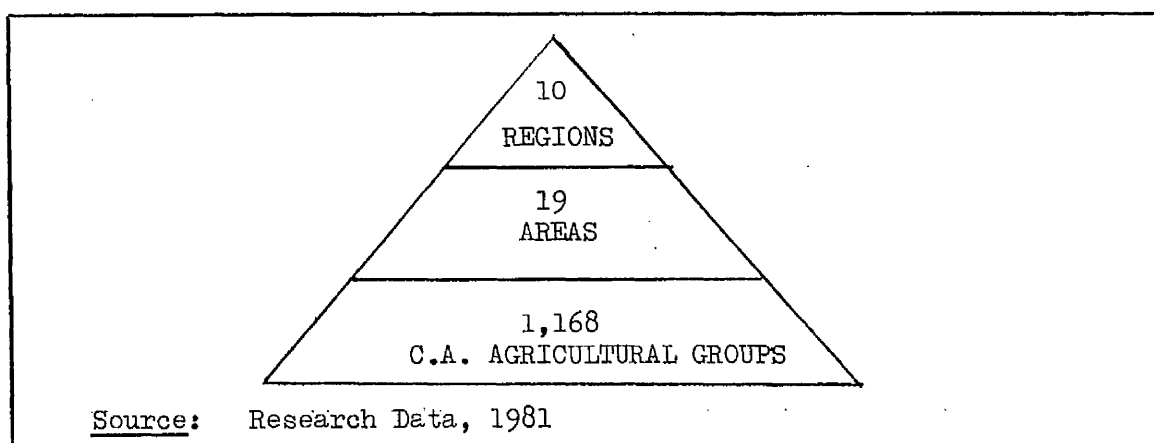 10
REGIONS
19
AREAS
1,168
C.A. AGRICULTURAL GROUPS
Source: Research Data, 1981